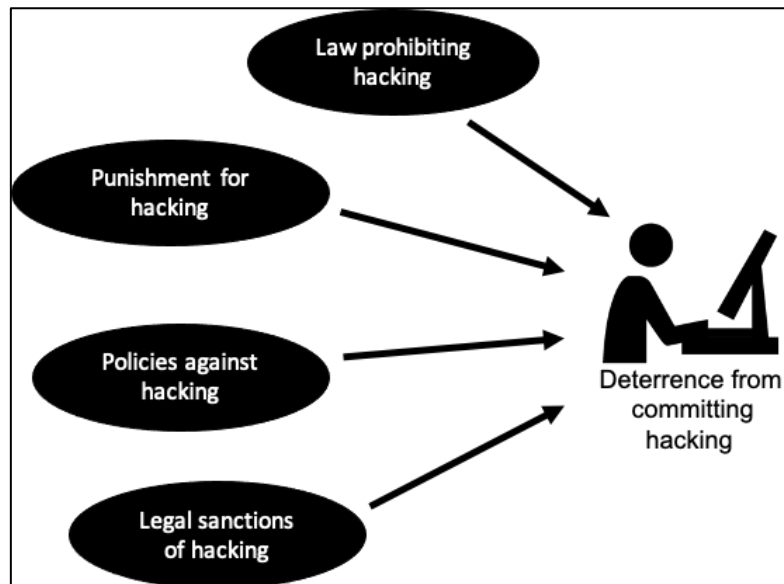 Law prohibiting
hacking
Punishment for
hacking
Policies against
hacking
Legal sanctions
of hacking
Deterrence from
committing
hacking